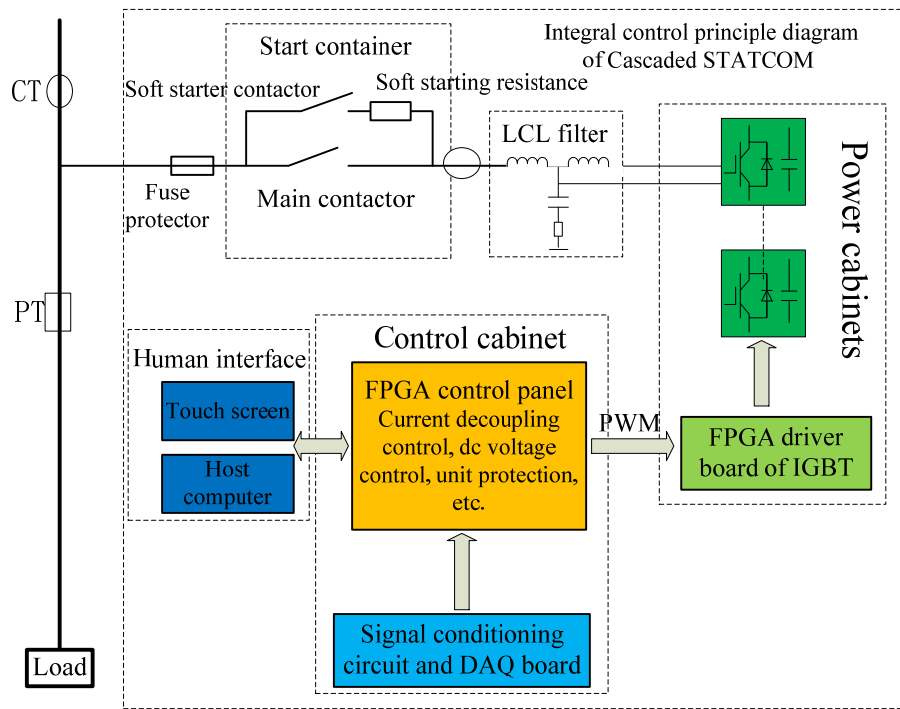 Integral control principle diagram
of Cascaded STATCOM
Start container
CT
Soft starter contactor
Soft starting resistance
LCL filter
Fuse
protector
Main contactor
Power cabinets
PT
Human interface
Touch screen
Host
computer
Control cabinet
FPGA control panel
Current decoupling
control, dc voltage
control, unit protection,
etc.
PWM
FPGA driver
board of IGBT
Signal conditioning
circuit and DAQ board
Load